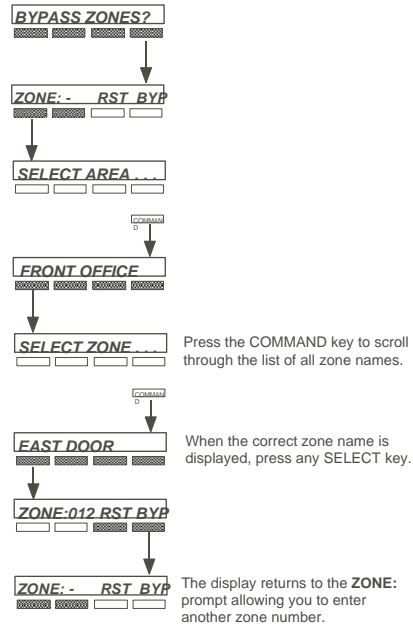 BYPASS ZONES?
ZONE: - RST BYP
SELECT AREA . . .
COMMAN
D
FRONT OFFICE
SELECT ZONE . . .
Press the COMMAND key to scroll
through the list of all zone names.
COMMAN
D
EAST DOOR
When the correct zone name is
displayed, press any SELECT key.
ZONE:012 RST BYP
ZONE: - RST BYP
The display returns to the ZONE:
prompt allowing you to enter
another zone number.